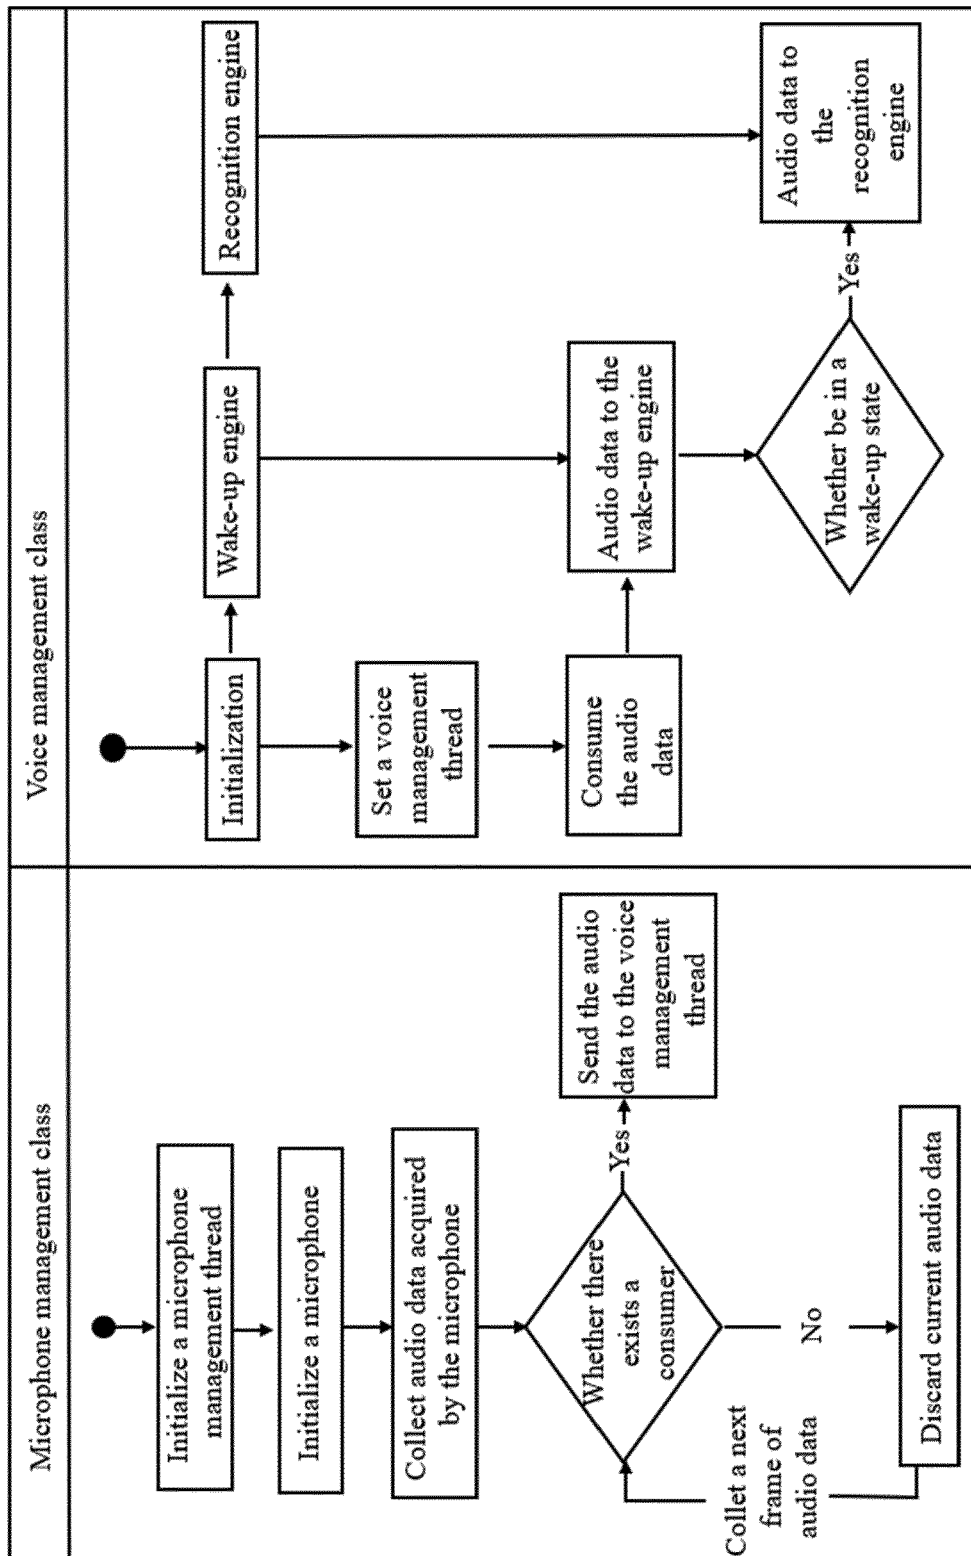 Microphone management class
Initialize a microphone
management thread
Initialize a microphone
Collect audio data acquired
by the microphone
Whether there
exists a
consumer
Yes
Send the audio
data to the voice
management
thread
No
Collet a next
frame of
audio data
Discard current audio data
Voice management class
Initialization
Wake-up engine
Recognition engine
Set a voice
management
thread
Consume
the audio
data
Audio data to the
wake-up engine
Whether be in a
wake-up state
Yes
Audio data to
the
recognition
engine